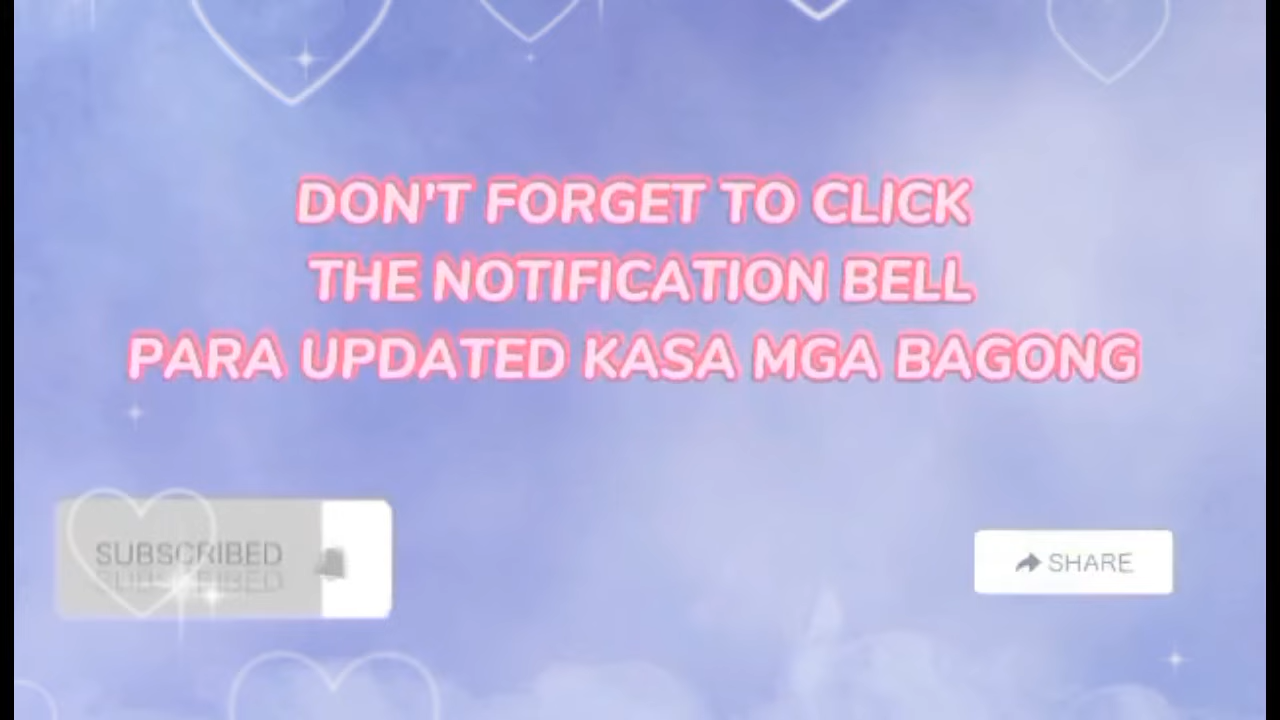 DON'T FORGET TO CLICK
THE NOTIFICATION BELL
PARA UPDATED KASA MGA BAGONG
SUBSCRIBED
SHARE